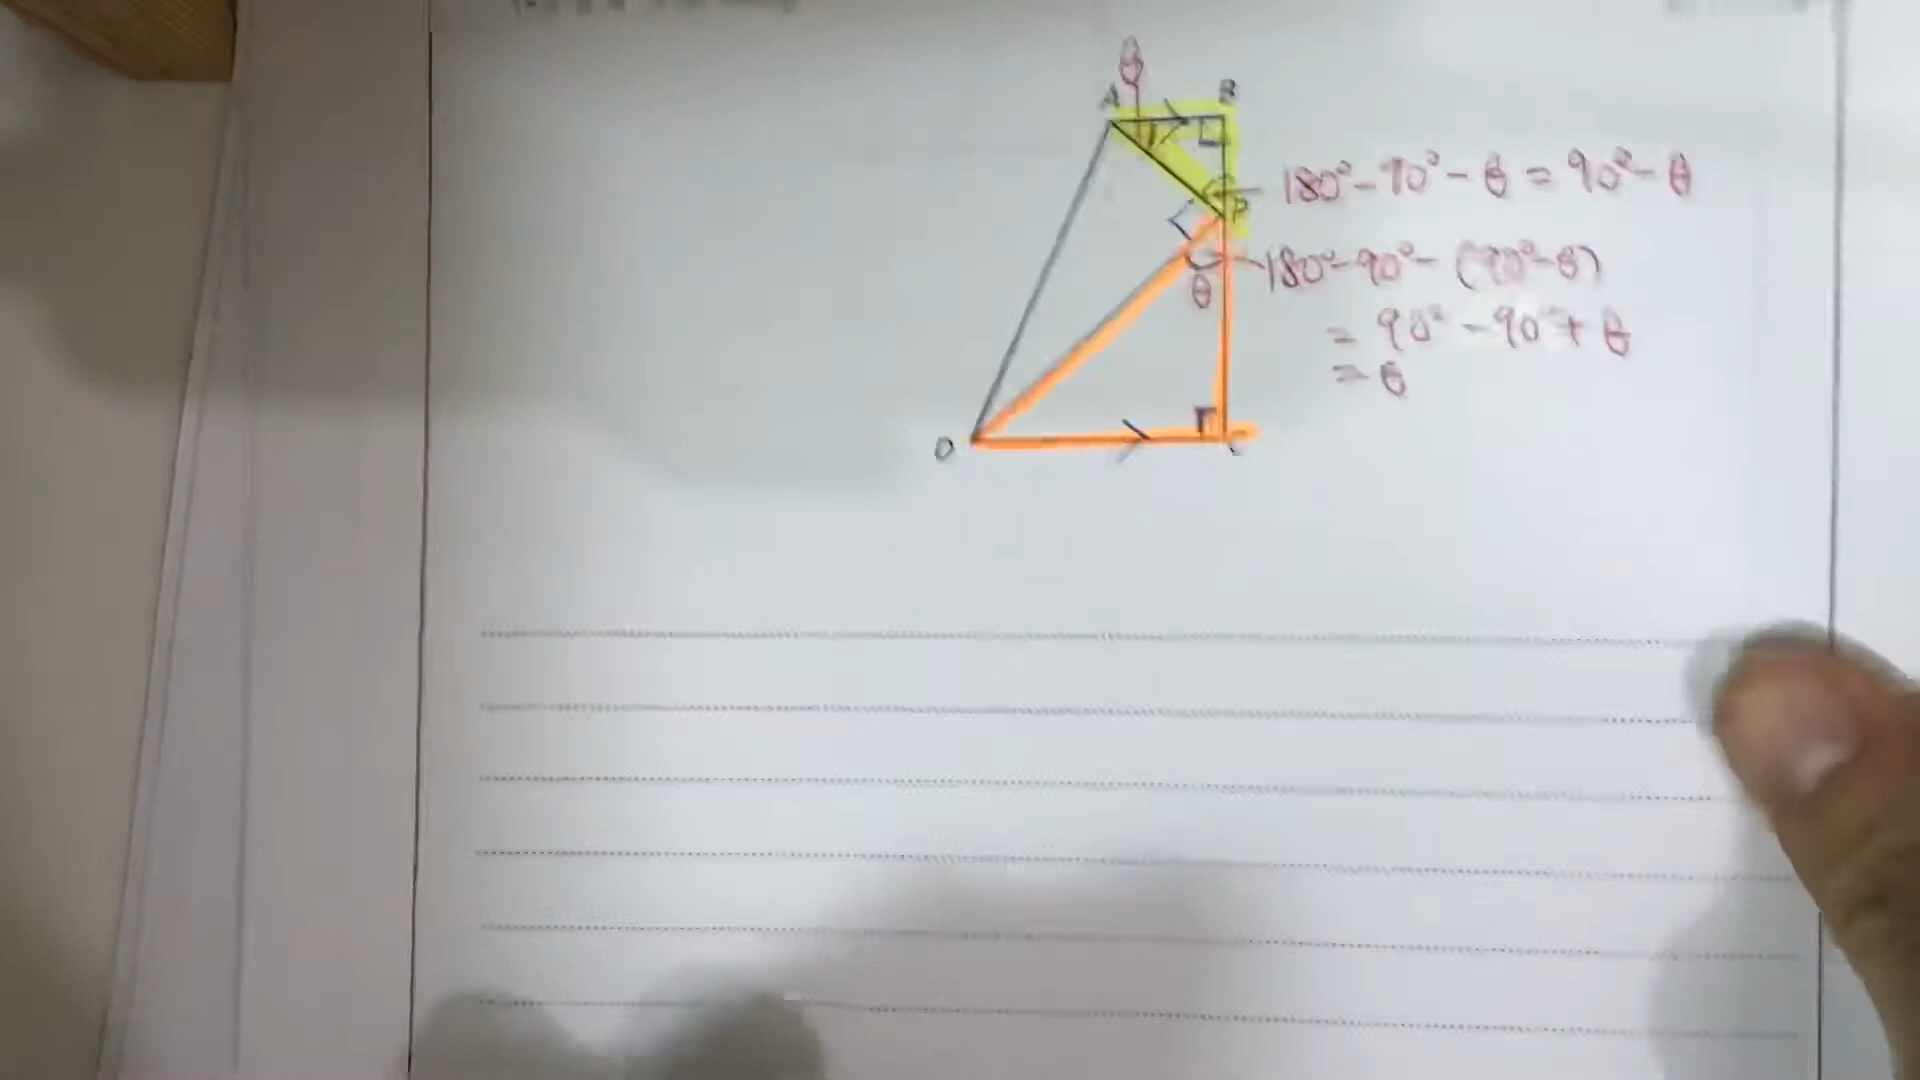 θ
A B
180° - 90° - θ = 90° - θ
P
180° - 90° - (90° - θ)
θ
= 90° - 90° + θ
= θ
D C